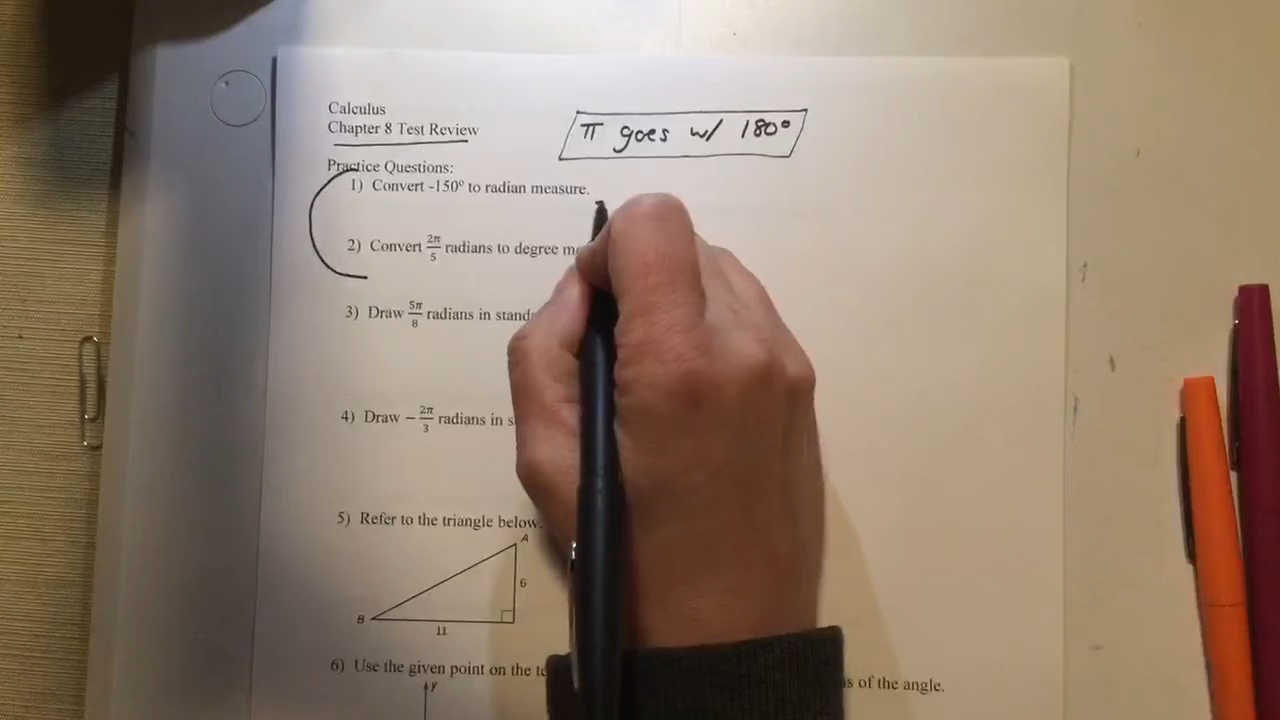 Calculus
Chapter 8 Test Review
π goes w/ 180°
Practice Questions:
1) Convert -150° to radian measure.
2) Convert 2π/5 radians to degree
3) Draw 5π/8 radians in
4) Draw −2π/3 radians in
5) Refer to the triangle below.
A
6
B
11
6) Use the given point on the
of the angle.
y